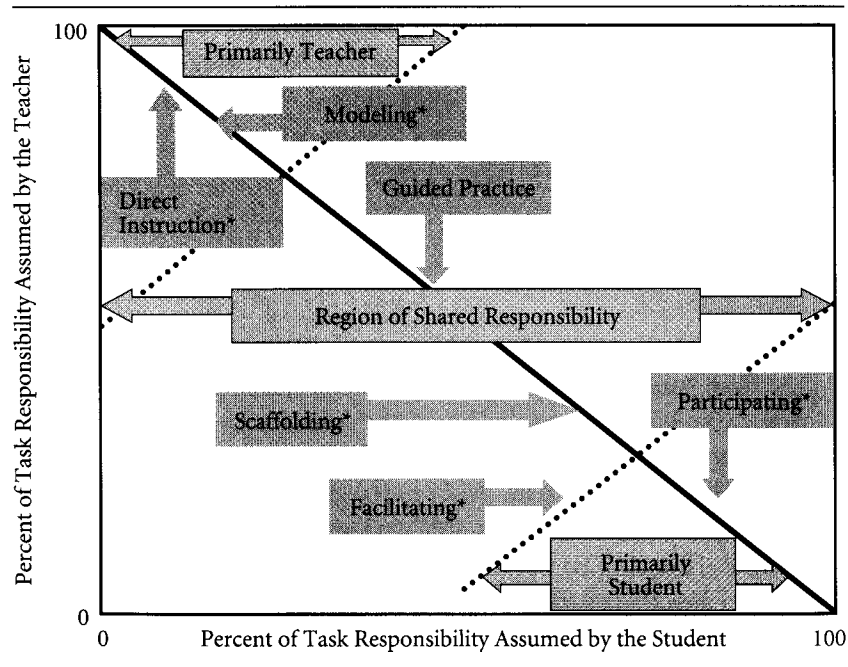 Percent of Task Responsibility Assumed by the Teacher
100
Primarily Teacher
Modeling*
Guided Practice
Direct
Instruction*
Region of Shared Responsibility
Scaffolding*
Participating*
Facilitating*
Primarily
Student
0
0
Percent of Task Responsibility Assumed by the Student
100